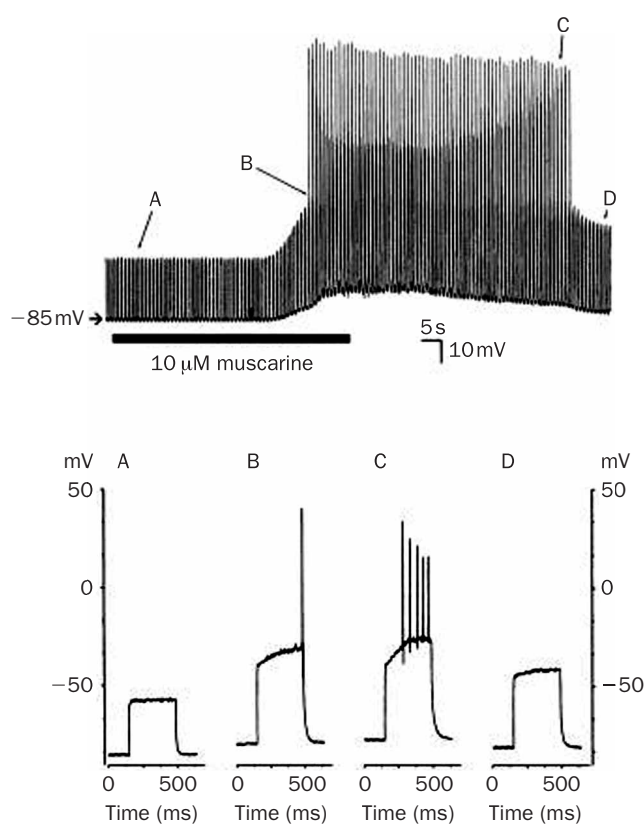 C
B
A
D
−85 mV
5 s
10 mV
10 µM muscarine
mV A B C D mV
50 50
0 0
−50 −50
0 500 0 500 0 500 0 500
Time (ms) Time (ms) Time (ms) Time (ms)